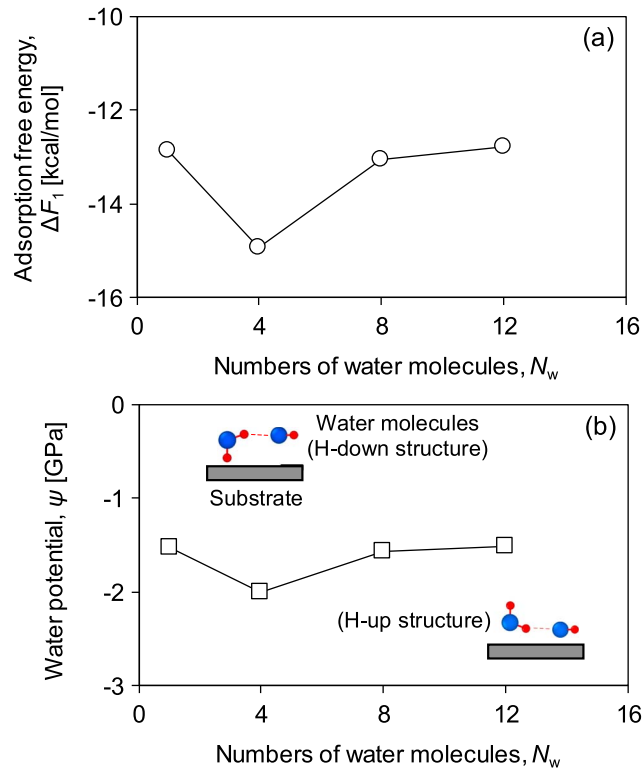 -10
(a)
-12
-14
-16
Adsorption free energy,
ΔF₁ [kcal/mol]
0
4
8
12
16
Numbers of water molecules, N_w
0
(b)
Water molecules
(H-down structure)
Substrate
-1
-2
(H-up structure)
-3
Water potential, ψ [GPa]
0
4
8
12
16
Numbers of water molecules, N_w